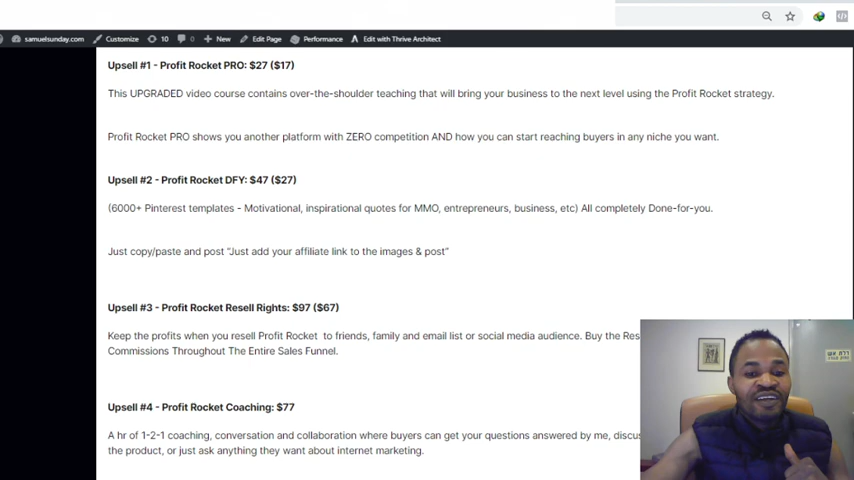 samuelsunday.com Customize 10 0 New Edit Page Performance Edit with Thrive Architect
Upsell #1 - Profit Rocket PRO: $27 ($17)
This UPGRADED video course contains over-the-shoulder teaching that will bring your business to the next level using the Profit Rocket strategy.
Profit Rocket PRO shows you another platform with ZERO competition AND how you can start reaching buyers in any niche you want.
Upsell #2 - Profit Rocket DFY: $47 ($27)
(6000+ Pinterest templates - Motivational, inspirational quotes for MMO, entrepreneurs, business, etc) All completely Done-for-you.
Just copy/paste and post “Just add your affiliate link to the images & post”
Upsell #3 - Profit Rocket Resell Rights: $97 ($67)
Keep the profits when you resell Profit Rocket to friends, family and email list or social media audience. Buy the Res
Commissions Throughout The Entire Sales Funnel.
Upsell #4 - Profit Rocket Coaching: $77
A hr of 1-2-1 coaching, conversation and collaboration where buyers can get your questions answered by me, discus
the product, or just ask anything they want about internet marketing.